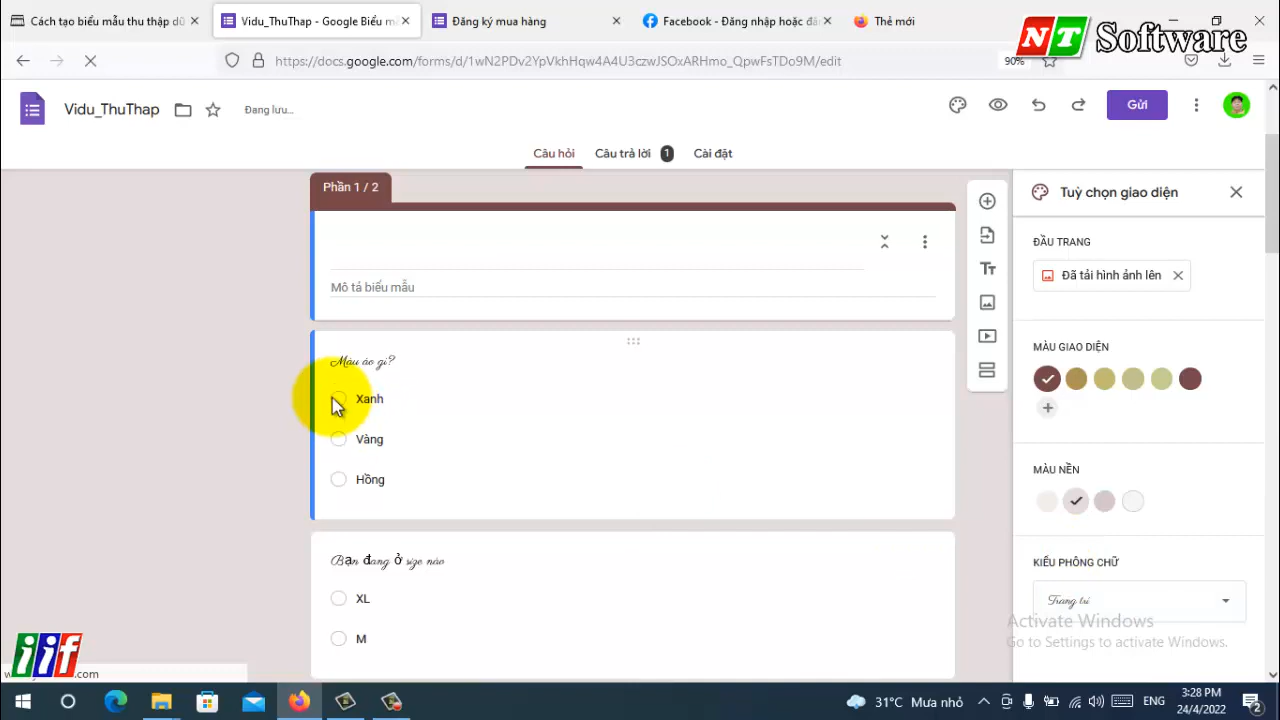 Cách tạo biểu mẫu thu thập dữ
Vidu_ThuThap - Google Biểu m
Đăng ký mua hàng
Facebook - Đăng nhập hoặc đă
Thẻ mới
NT Software
https://docs.google.com/forms/d/1wN2PDv2YpVkhHqw4A4U3czwJSOxARHmo_QpwFsTDo9M/edit
90%
Vidu_ThuThap
Đang lưu...
Gửi
Câu hỏi
Câu trả lời 1
Cài đặt
Phần 1 / 2
Mô tả biểu mẫu
Màu áo gì?
Xanh
Vàng
Hồng
Bạn đang ở size nào
XL
M
Tuỳ chọn giao diện
ĐẦU TRANG
Đã tải hình ảnh lên
MÀU GIAO DIỆN
MÀU NỀN
KIỂU PHÔNG CHỮ
Trang trí
Activate Windows
Go to Settings to activate Windows.
iif
.com
31°C Mưa nhỏ
ENG
3:28 PM
24/4/2022
2